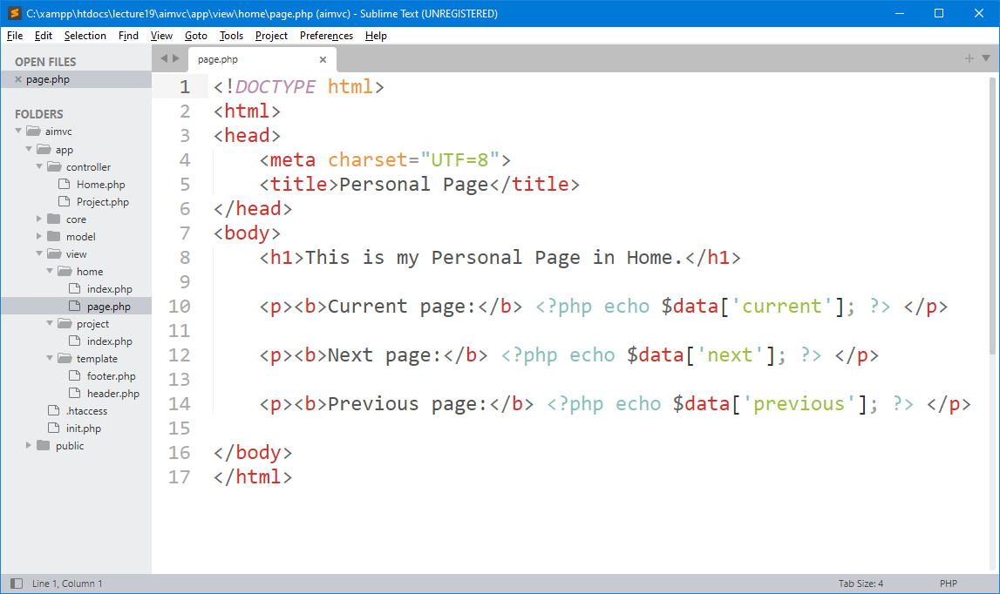 C:\xampp\htdocs\lecture19\aimvc\app\view\home\page.php (aimvc) - Sublime Text (UNREGISTERED)
File Edit Selection Find View Goto Tools Project Preferences Help
OPEN FILES
page.php
FOLDERS
aimvc
app
controller
Home.php
Project.php
core
model
view
home
index.php
page.php
project
index.php
template
footer.php
header.php
.htaccess
init.php
public
page.php
1 <!DOCTYPE html>
2 <html>
3 <head>
4     <meta charset="UTF=8">
5     <title>Personal Page</title>
6 </head>
7 <body>
8     <h1>This is my Personal Page in Home.</h1>
9
10     <p><b>Current page:</b> <?php echo $data['current']; ?> </p>
11
12     <p><b>Next page:</b> <?php echo $data['next']; ?> </p>
13
14     <p><b>Previous page:</b> <?php echo $data['previous']; ?> </p>
15
16 </body>
17 </html>
Line 1, Column 1 Tab Size: 4 PHP